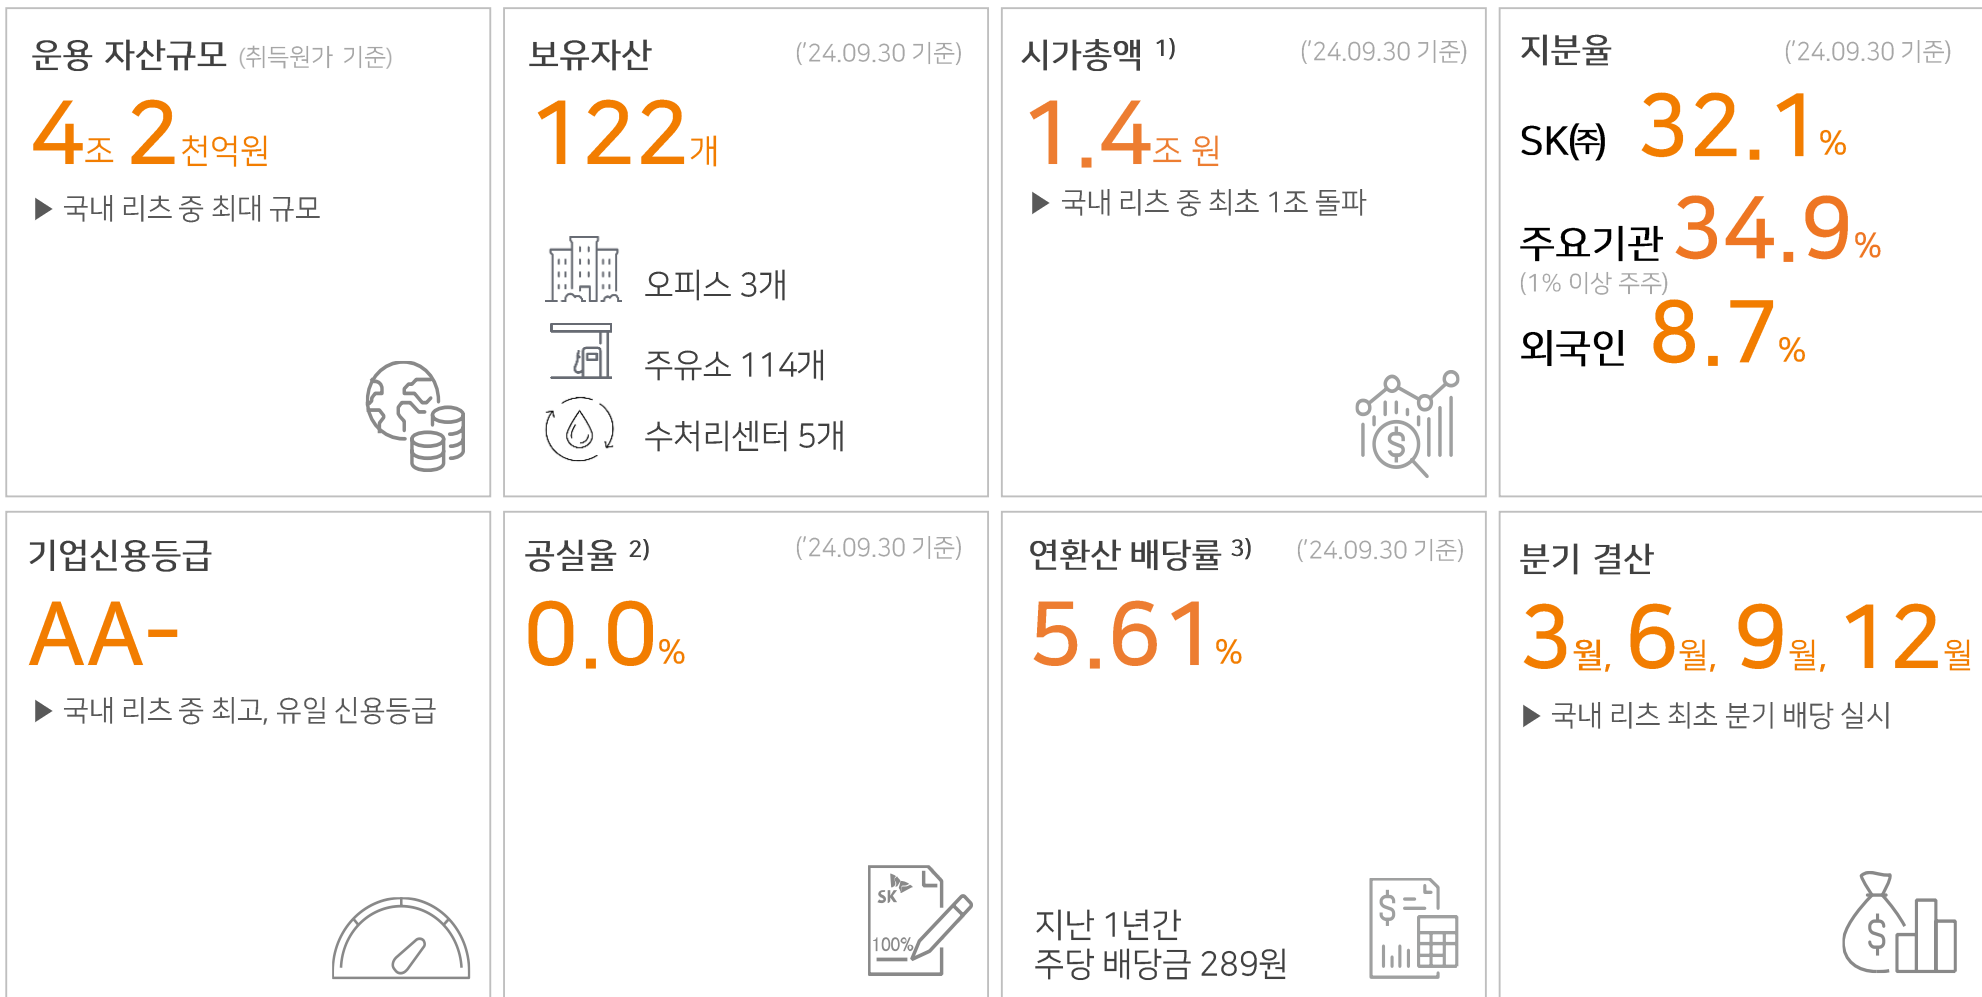 운용 자산규모 (취득원가 기준)
4조 2천억원
▶ 국내 리츠 중 최대 규모
보유자산 ('24.09.30 기준)
122개
오피스 3개
주유소 114개
수처리센터 5개
시가총액 1) ('24.09.30 기준)
1.4조 원
▶ 국내 리츠 중 최초 1조 돌파
지분율 ('24.09.30 기준)
SK㈜ 32.1%
주요기관 34.9%
(1% 이상 주주)
외국인 8.7%
기업신용등급
AA-
▶ 국내 리츠 중 최고, 유일 신용등급
공실율 2) ('24.09.30 기준)
0.0%
SK
100%
연환산 배당률 3) ('24.09.30 기준)
5.61%
지난 1년간
주당 배당금 289원
분기 결산
3월, 6월, 9월, 12월
▶ 국내 리츠 최초 분기 배당 실시